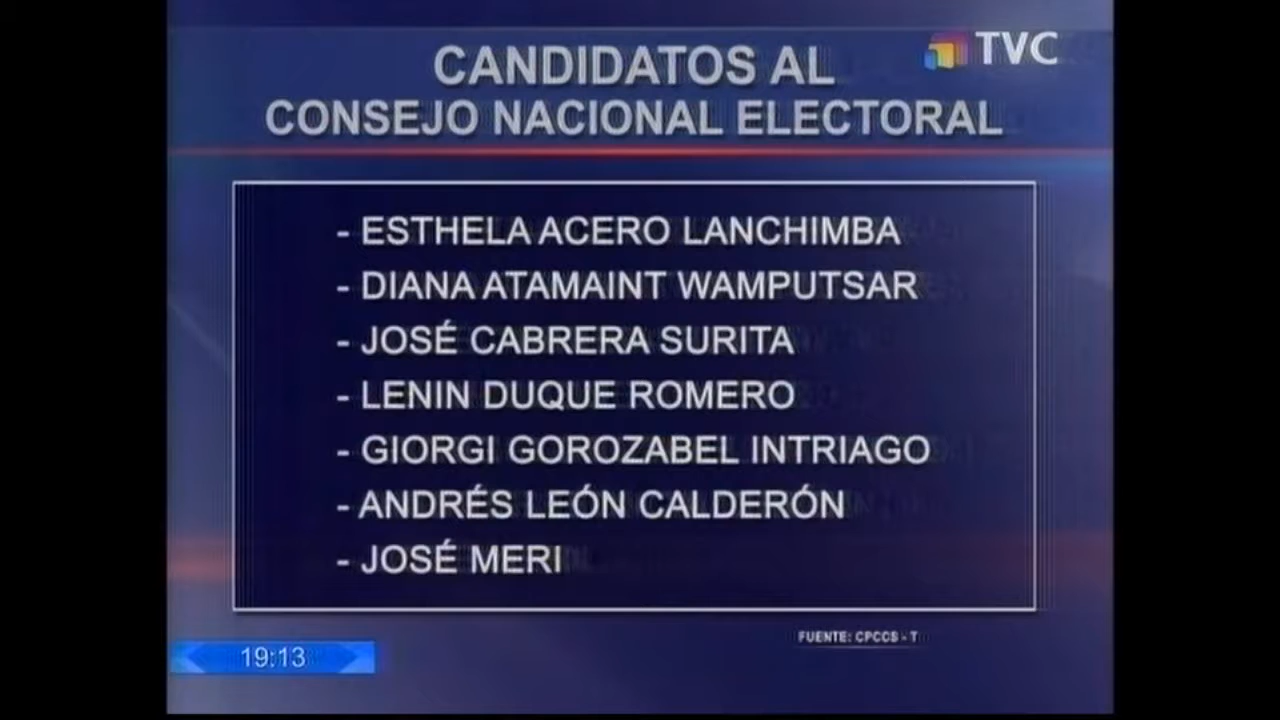 TVC
CANDIDATOS AL
CONSEJO NACIONAL ELECTORAL
- ESTHELA ACERO LANCHIMBA
- DIANA ATAMAINT WAMPUTSAR
- JOSÉ CABRERA SURITA
- LENIN DUQUE ROMERO
- GIORGI GOROZABEL INTRIAGO
- ANDRÉS LEÓN CALDERÓN
- JOSÉ MERI
FUENTE: CPCCS - T
19:13